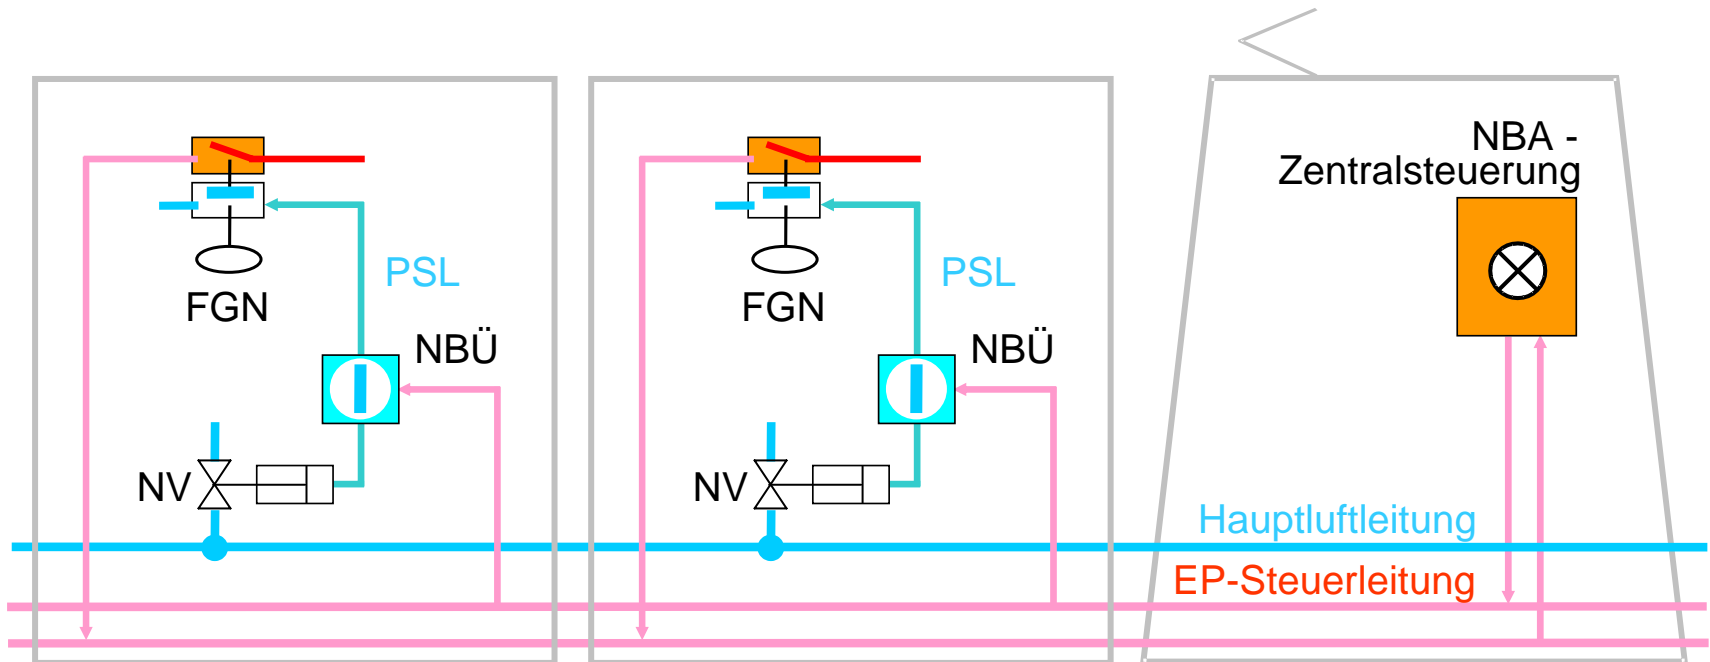 NBA -
Zentralsteuerung
PSL
FGN
NBÜ
NV
PSL
FGN
NBÜ
NV
Hauptluftleitung
EP-Steuerleitung